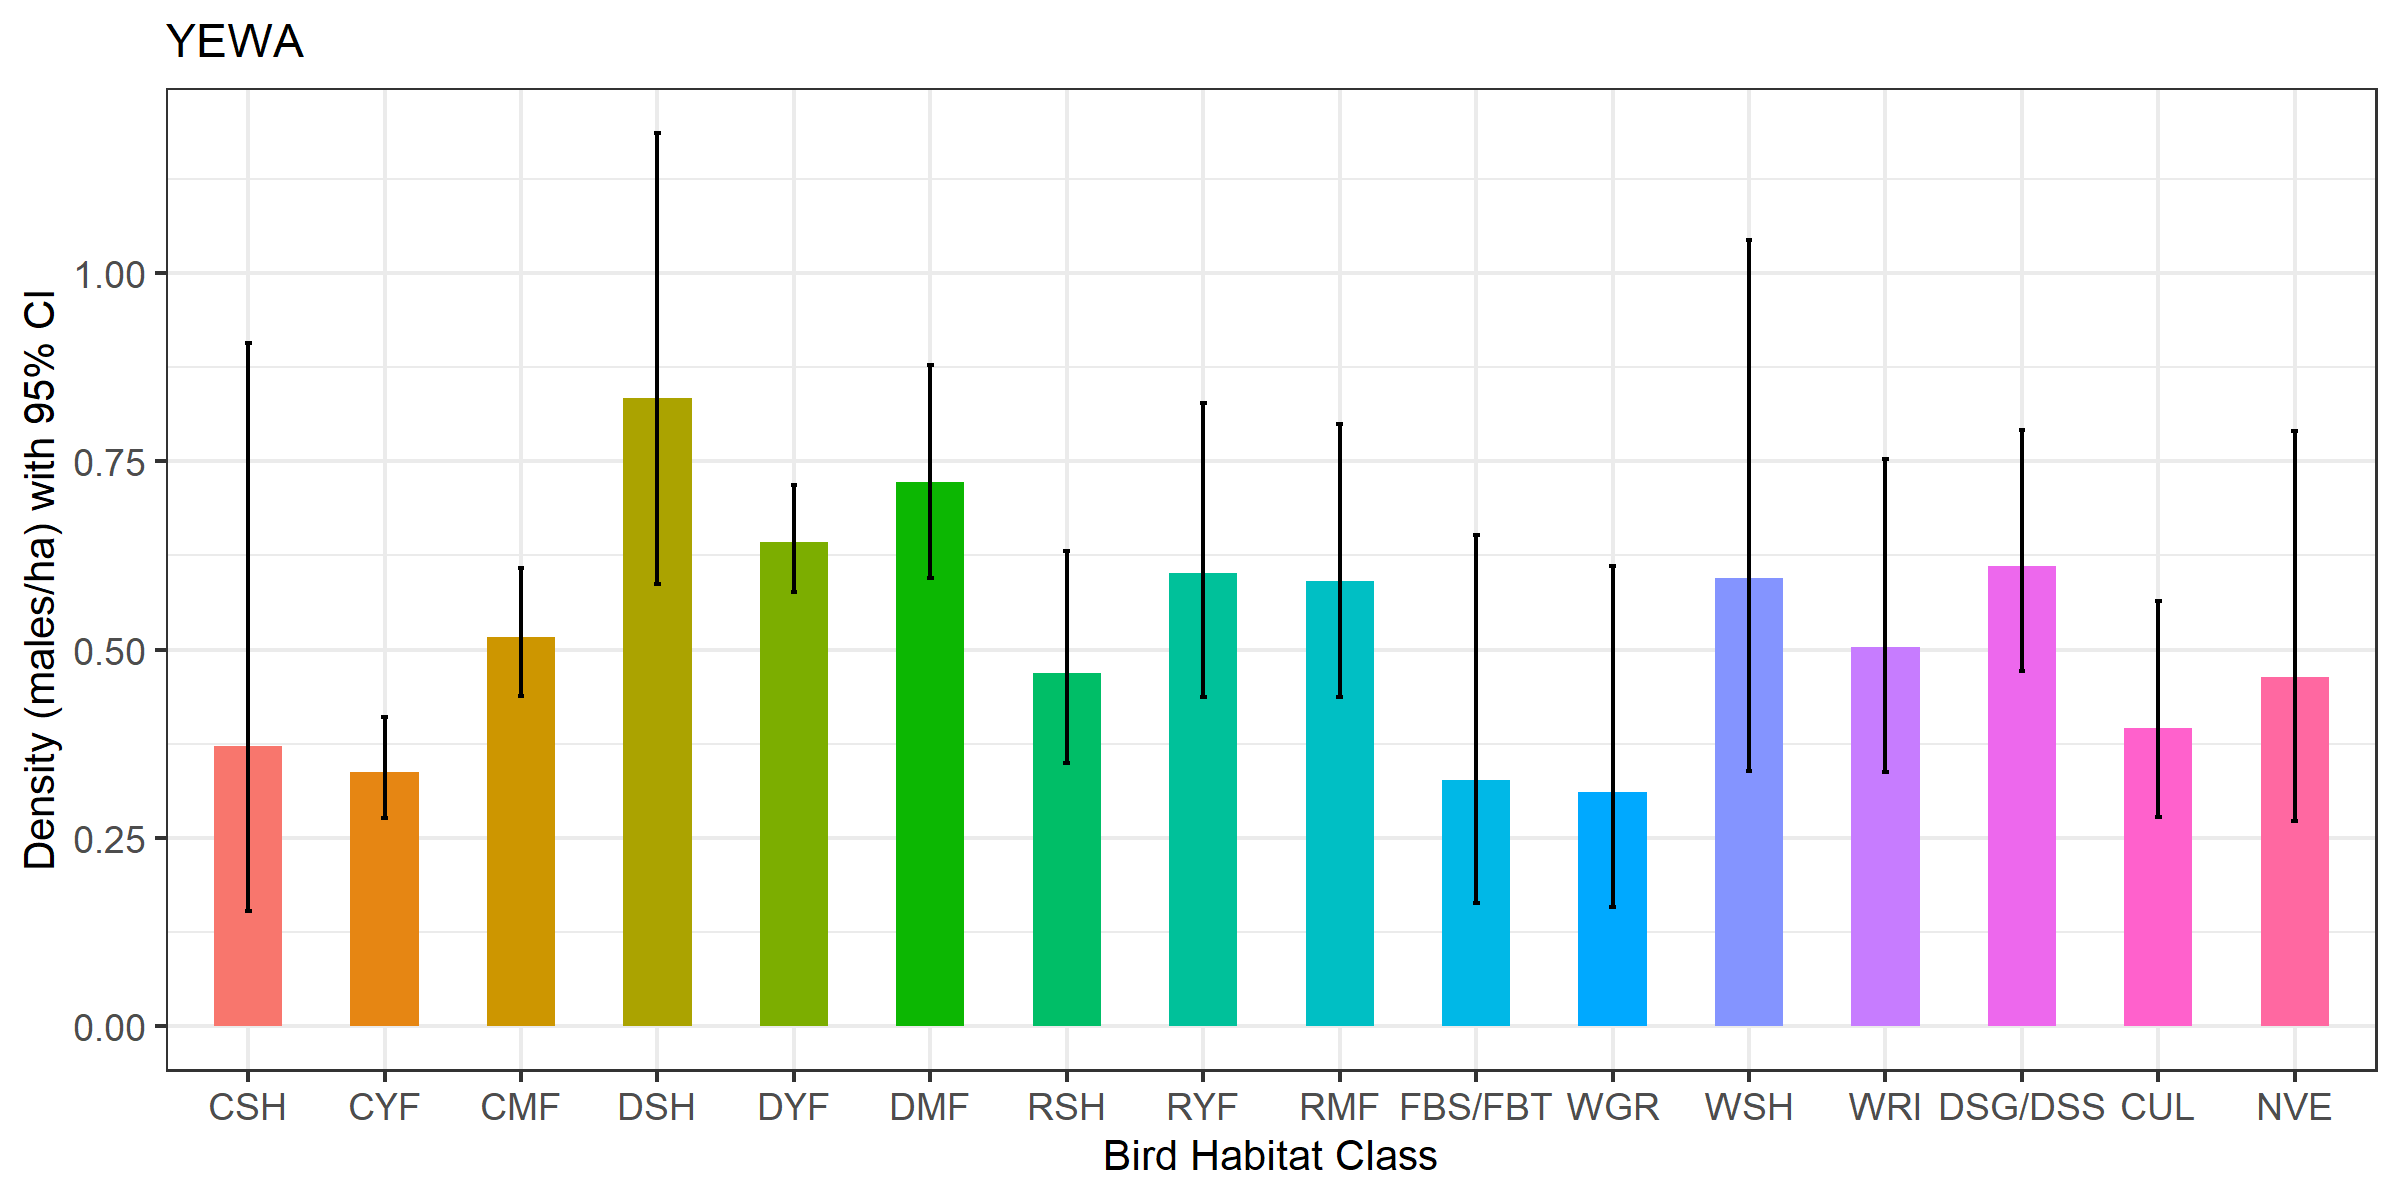 YEWA
Density (males/ha) with 95% CI
1.00
0.75
0.50
0.25
0.00
CSH CYF CMF DSH DYF DMF RSH RYF RMF FBS/FBT WGR WSH WRI DSG/DSS CUL NVE
Bird Habitat Class